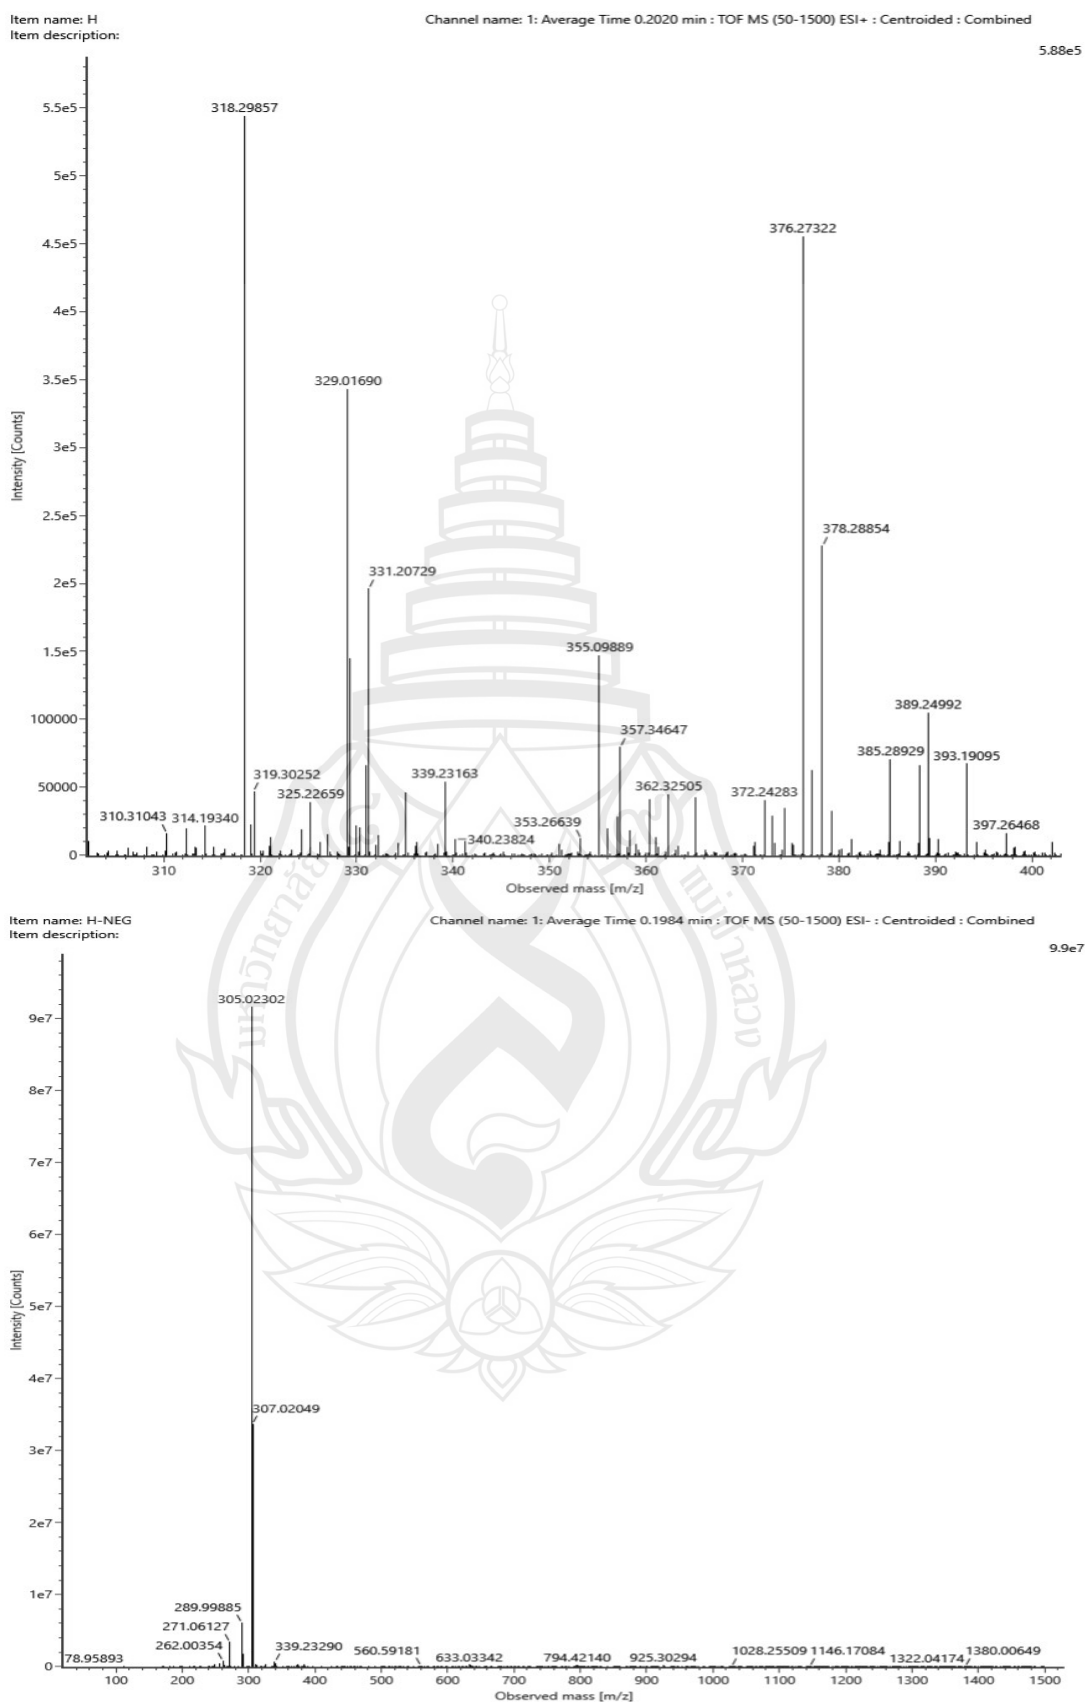 Item name: H
Channel name: 1: Average Time 0.2020 min : TOF MS (50-1500) ESI+ : Centroided : Combined
Item description:
5.88e5
5.5e5
5e5
4.5e5
4e5
3.5e5
3e5
2.5e5
2e5
1.5e5
100000
50000
0
Intensity [Counts]
318.29857
376.27322
329.01690
378.28854
331.20729
355.09889
389.24992
357.34647
385.28929
393.19095
319.30252
339.23163
325.22659
362.32505
372.24283
310.31043
314.19340
353.26639
340.23824
397.26468
310
320
330
340
350
360
370
380
390
400
Observed mass [m/z]
Item name: H-NEG
Channel name: 1: Average Time 0.1984 min : TOF MS (50-1500) ESI- : Centroided : Combined
Item description:
9.9e7
9e7
8e7
7e7
6e7
5e7
4e7
3e7
2e7
1e7
0
Intensity [Counts]
305.02302
307.02049
289.99885
271.06127
262.00354
339.23290
78.95893
560.59181
633.03342
794.42140
925.30294
1028.25509
1146.17084
1322.04174
1380.00649
100
200
300
400
500
600
700
800
900
1000
1100
1200
1300
1400
1500
Observed mass [m/z]
แม่ฟ้าหลวง